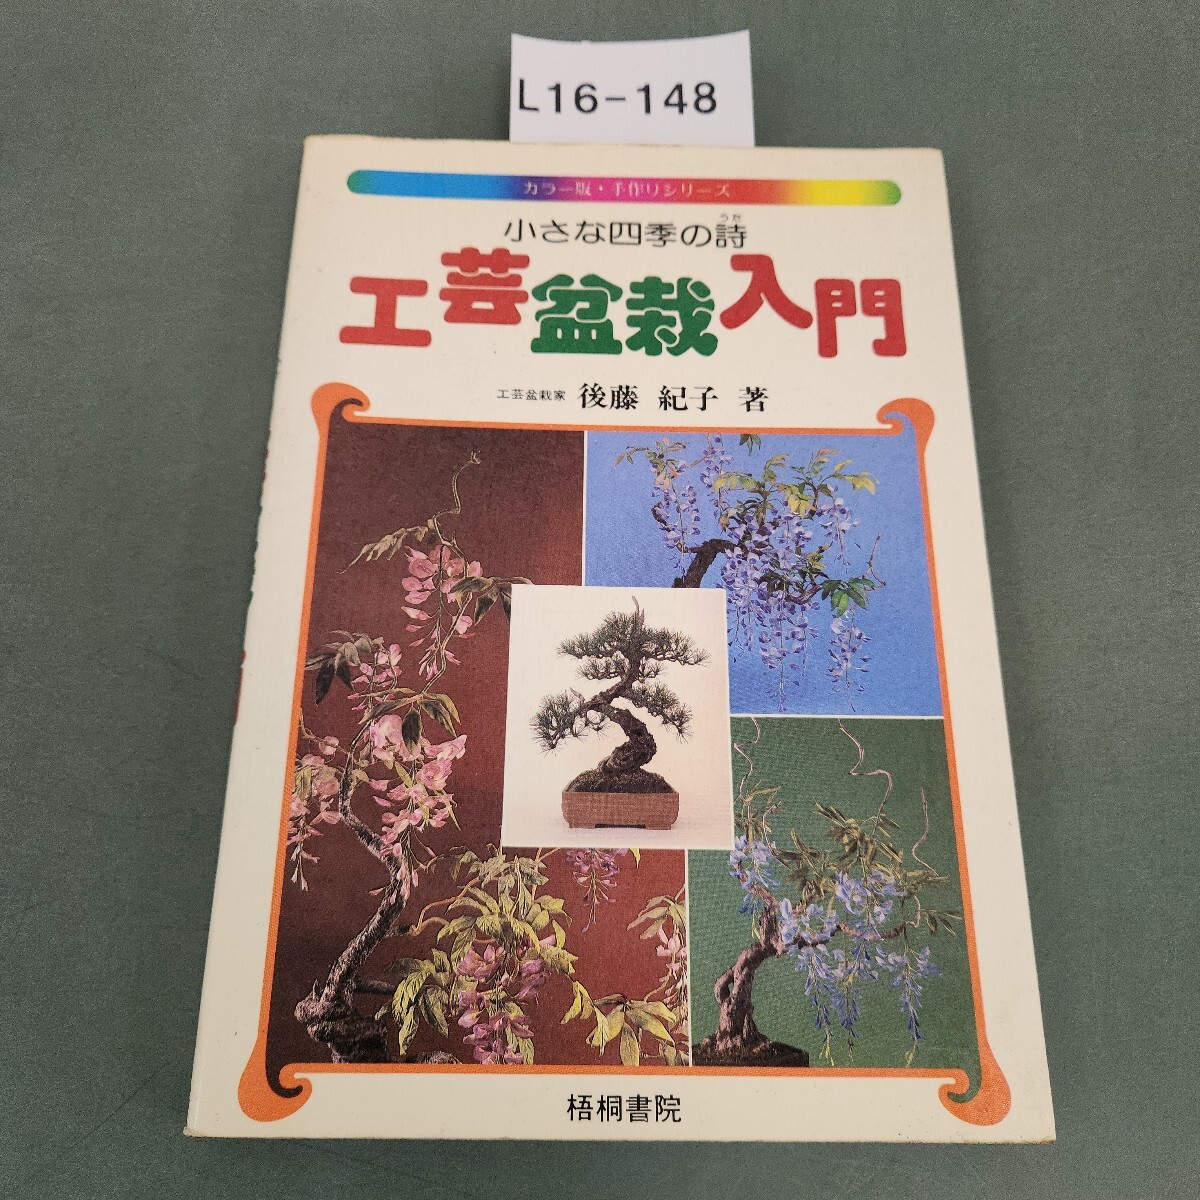 L16-148
カラー版・手作りシリーズ
うた
小さな四季の詩
工芸盆栽入門
工芸盆栽家 後藤 紀子 著
梧桐書院